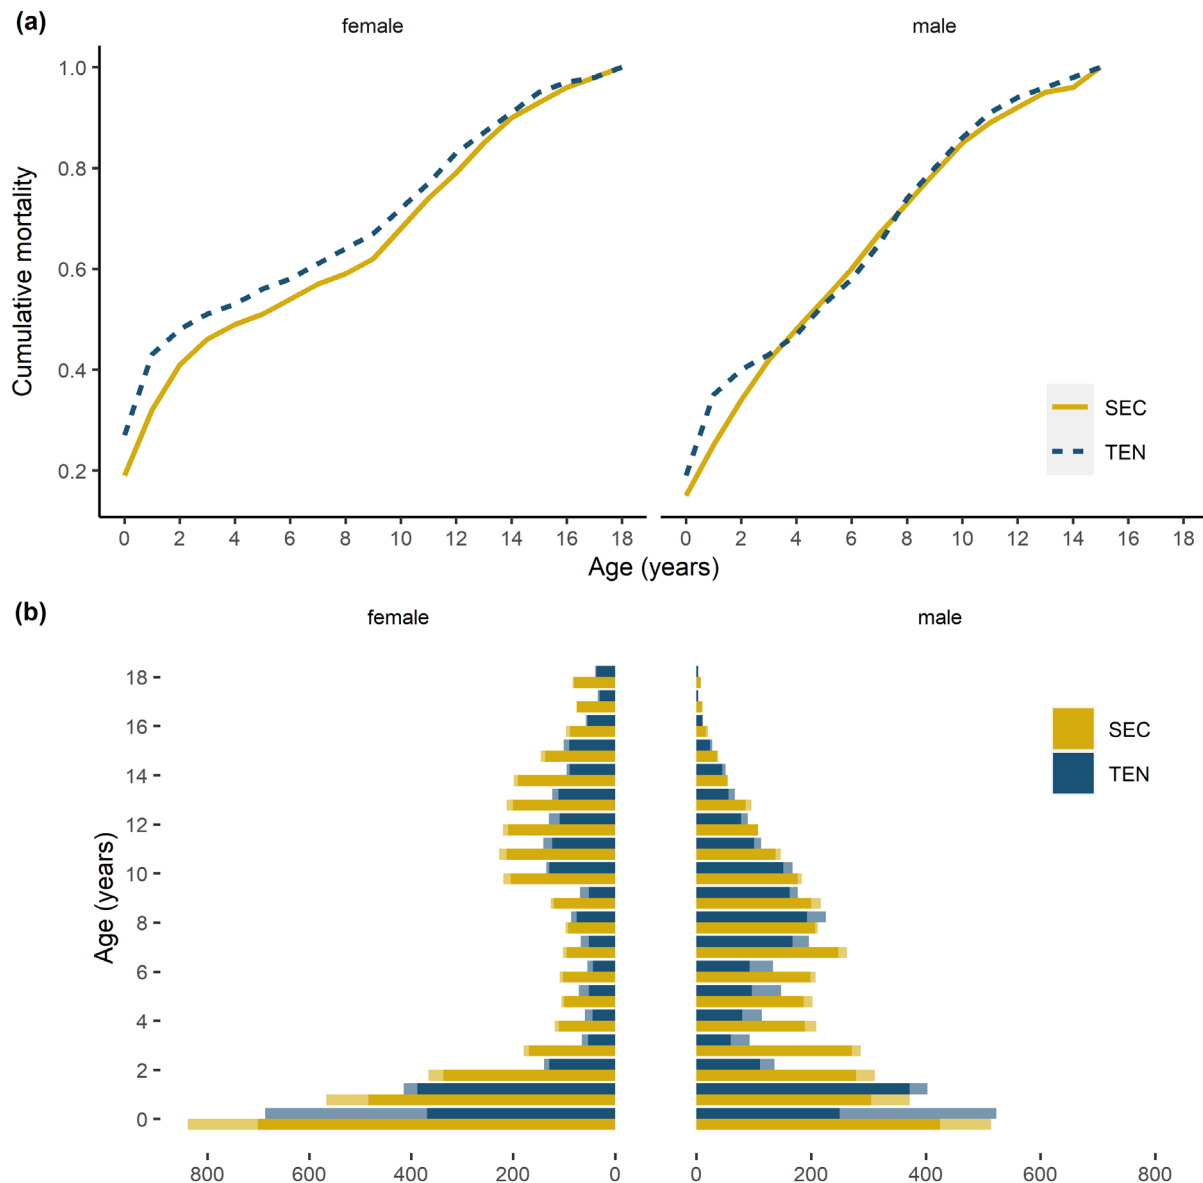 (a)
female
male
Cumulative mortality
1.0
0.8
0.6
0.4
0.2
SEC
TEN
0 2 4 6 8 10 12 14 16 18
0 2 4 6 8 10 12 14 16 18
Age (years)
(b)
female
male
Age (years)
18
16
14
12
10
8
6
4
2
0
SEC
TEN
800 600 400 200 0
0 200 400 600 800